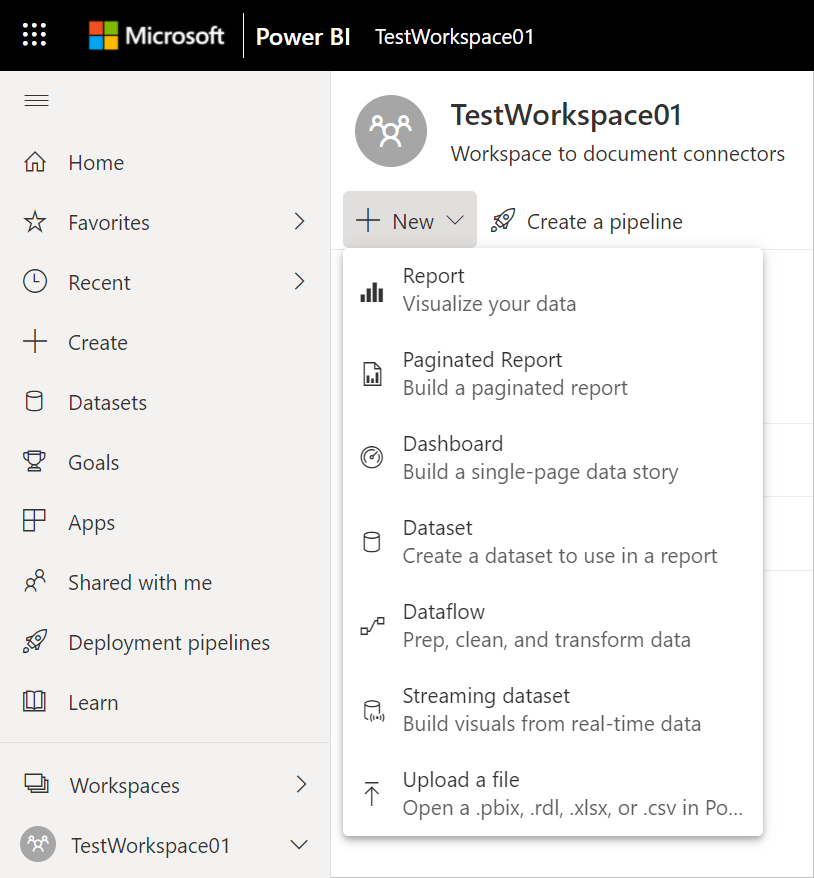 Microsoft Power BI TestWorkspace01
TestWorkspace01
Workspace to document connectors
Home
Favorites
Recent
Create
Datasets
Goals
Apps
Shared with me
Deployment pipelines
Learn
Workspaces
TestWorkspace01
New
Create a pipeline
Report
Visualize your data
Paginated Report
Build a paginated report
Dashboard
Build a single-page data story
Dataset
Create a dataset to use in a report
Dataflow
Prep, clean, and transform data
Streaming dataset
Build visuals from real-time data
Upload a file
Open a .pbix, .rdl, .xlsx, or .csv in Po...